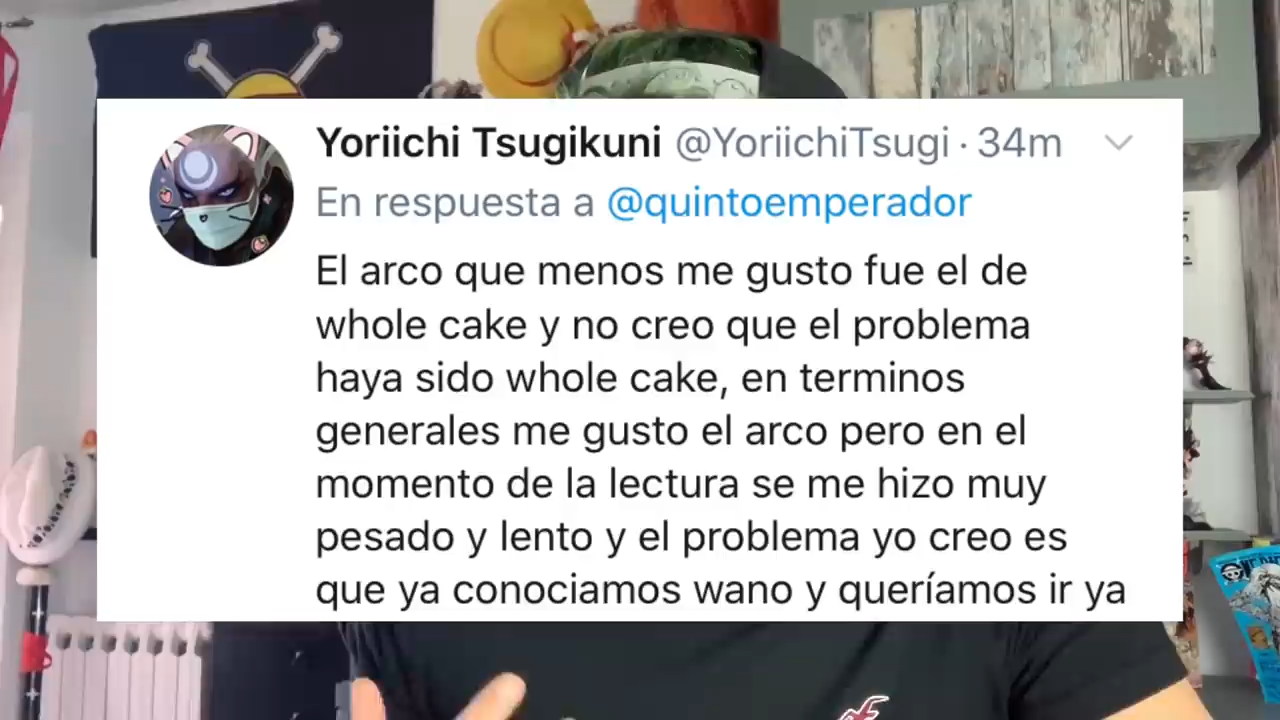 Yoriichi Tsugikuni @YoriichiTsugi · 34m
En respuesta a @quintoemperador
El arco que menos me gusto fue el de
whole cake y no creo que el problema
haya sido whole cake, en terminos
generales me gusto el arco pero en el
momento de la lectura se me hizo muy
pesado y lento y el problema yo creo es
que ya conociamos wano y queríamos ir ya